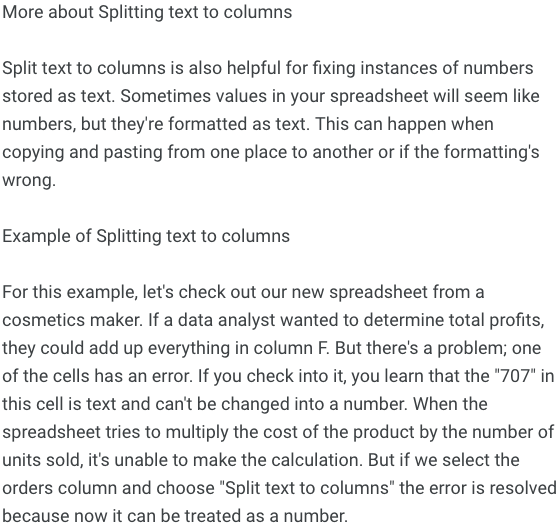 More about Splitting text to columns
Split text to columns is also helpful for fixing instances of numbers
stored as text. Sometimes values in your spreadsheet will seem like
numbers, but they're formatted as text. This can happen when
copying and pasting from one place to another or if the formatting's
wrong.
Example of Splitting text to columns
For this example, let's check out our new spreadsheet from a
cosmetics maker. If a data analyst wanted to determine total profits,
they could add up everything in column F. But there's a problem; one
of the cells has an error. If you check into it, you learn that the "707" in
this cell is text and can't be changed into a number. When the
spreadsheet tries to multiply the cost of the product by the number of
units sold, it's unable to make the calculation. But if we select the
orders column and choose "Split text to columns" the error is resolved
because now it can be treated as a number.